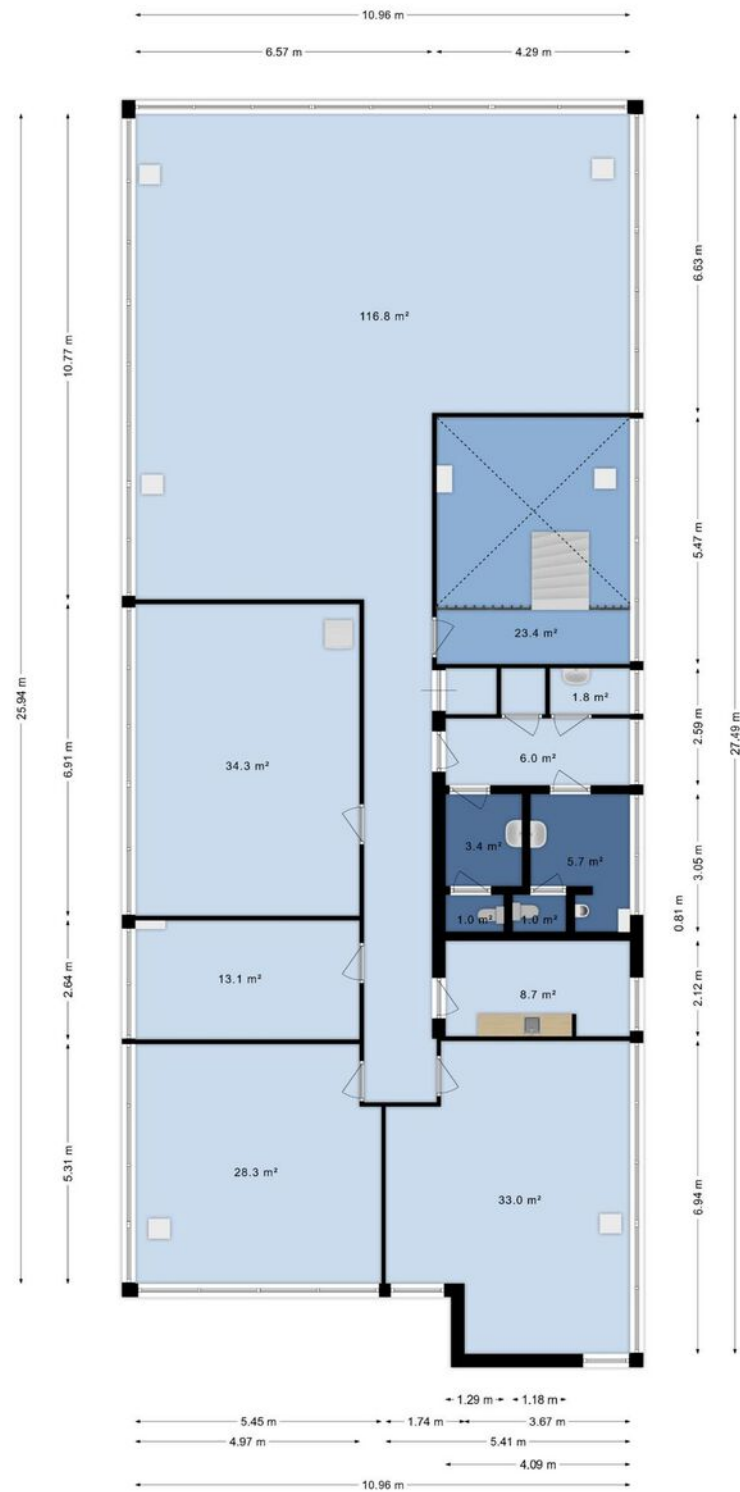 10.96 m
6.57 m
4.29 m
116.8 m²
10.77 m
6.63 m
25.94 m
27.49 m
5.47 m
23.4 m²
1.8 m²
6.0 m²
2.59 m
34.3 m²
6.91 m
3.4 m²
5.7 m²
3.05 m
0.81 m
1.0 m²
1.0 m²
13.1 m²
2.64 m
8.7 m²
2.12 m
28.3 m²
5.31 m
33.0 m²
6.94 m
1.29 m
1.18 m
5.45 m
1.74 m
3.67 m
4.97 m
5.41 m
4.09 m
10.96 m